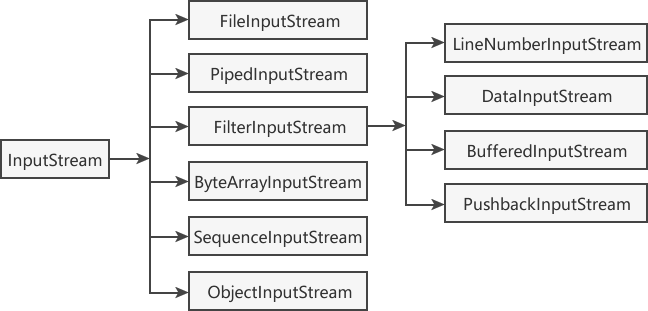 InputStream
FileInputStream
PipedInputStream
FilterInputStream
ByteArrayInputStream
SequenceInputStream
ObjectInputStream
LineNumberInputStream
DataInputStream
BufferedInputStream
PushbackInputStream